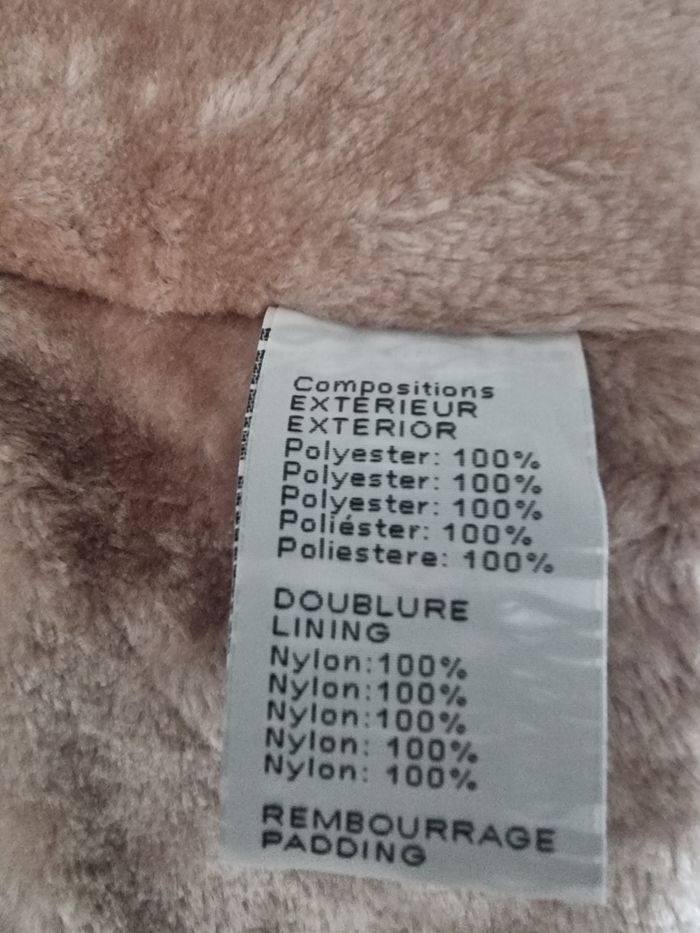 Compositions
EXTÉRIEUR
EXTERIOR
Polyester: 100%
Polyester: 100%
Polyester: 100%
Poliéster: 100%
Poliestere: 100%
DOUBLURE
LINING
Nylon:100%
Nylon:100%
Nylon:100%
Nylon: 100%
Nylon: 100%
REMBOURRAGE
PADDING